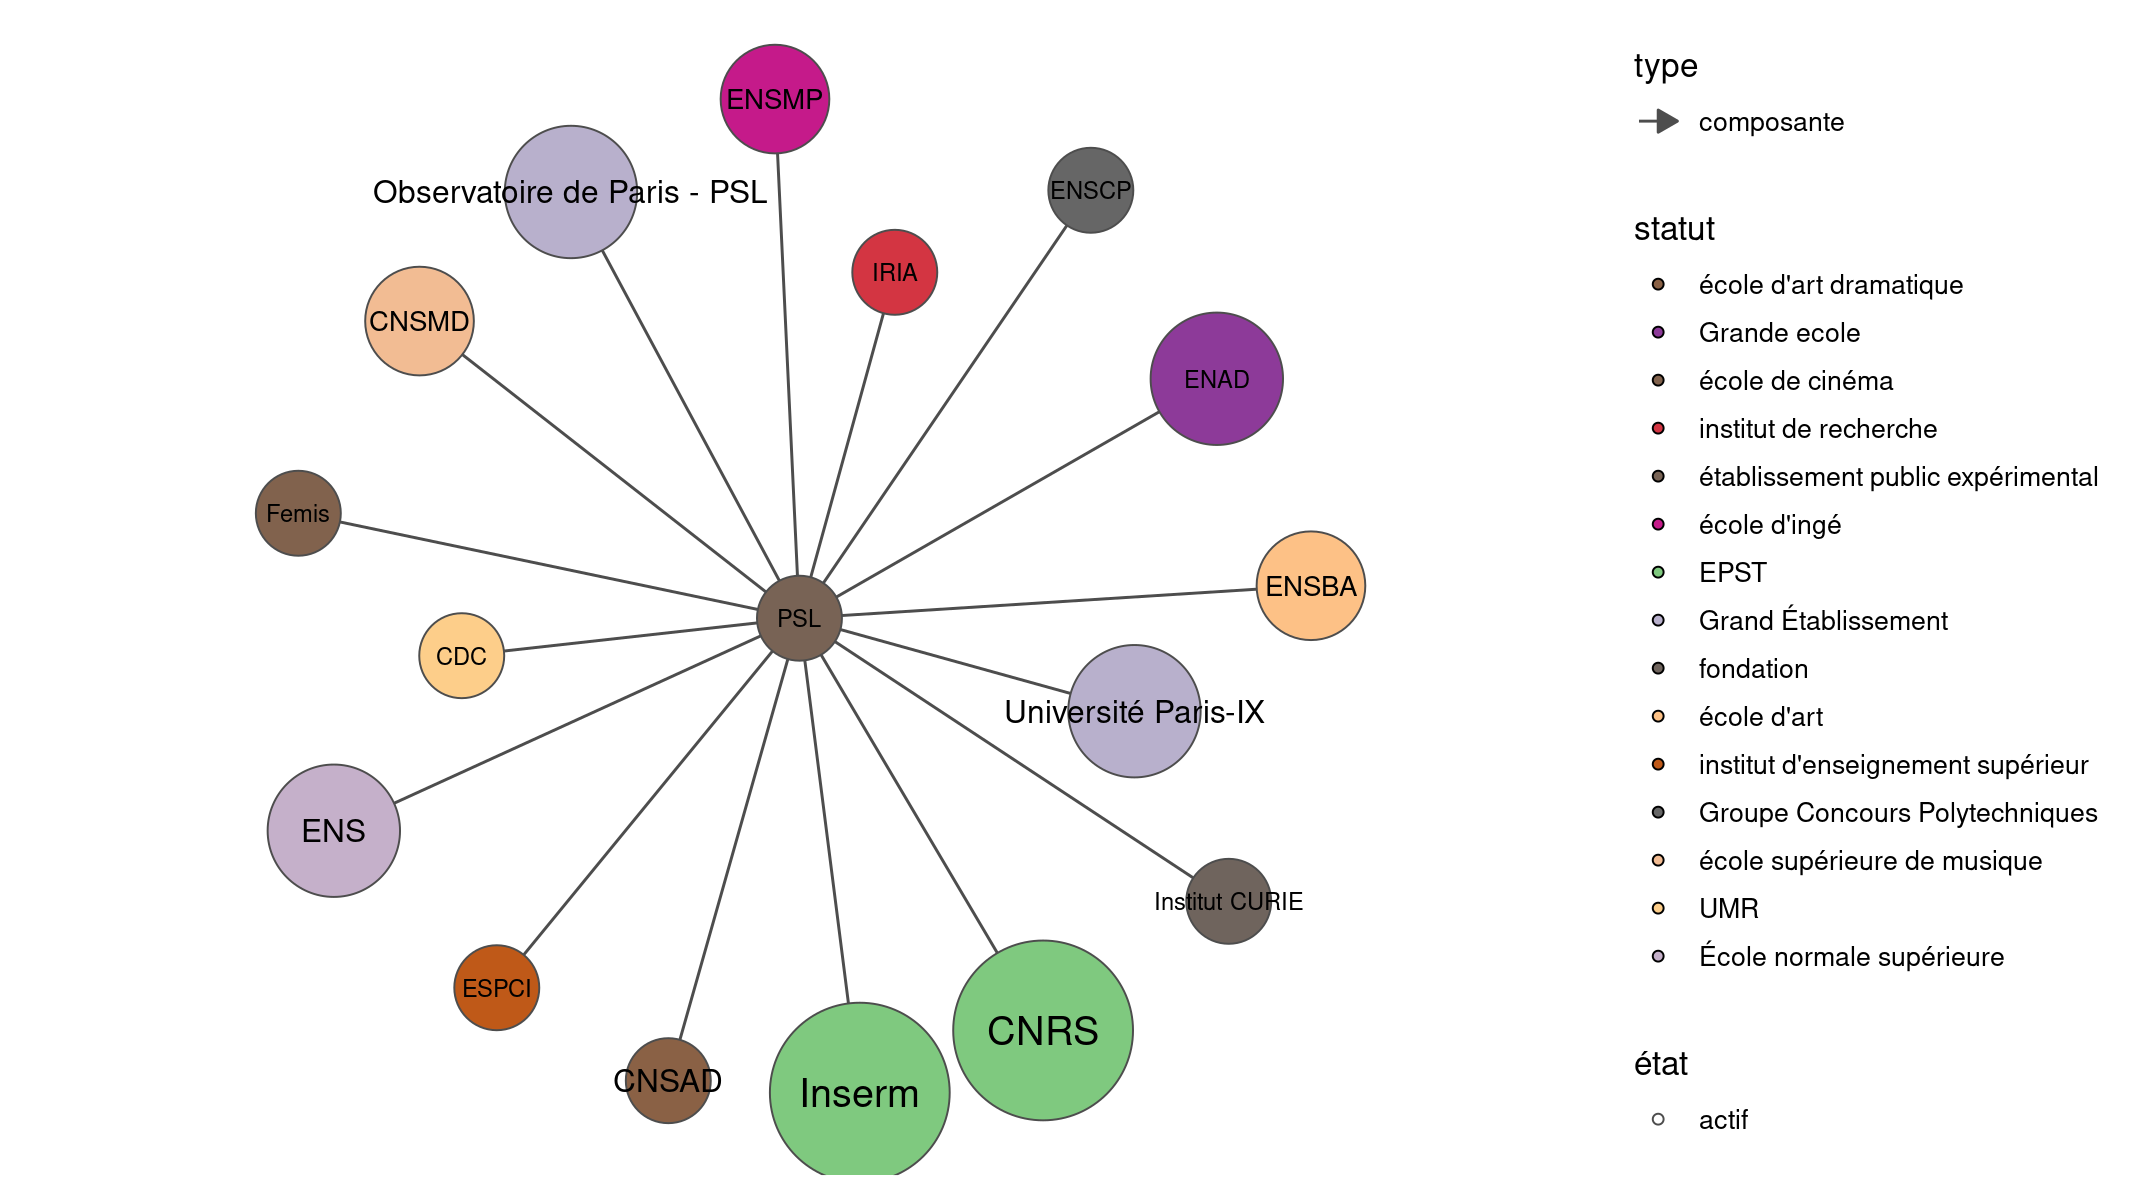 ENSMP
Observatoire de Paris - PSL
ENSCP
IRIA
CNSMD
ENAD
Femis
ENSBA
PSL
CDC
Université Paris-IX
ENS
Institut CURIE
ESPCI
CNRS
CNSAD
Inserm
type
composante
statut
école d'art dramatique
Grande ecole
école de cinéma
institut de recherche
établissement public expérimental
école d'ingé
EPST
Grand Établissement
fondation
école d'art
institut d'enseignement supérieur
Groupe Concours Polytechniques
école supérieure de musique
UMR
École normale supérieure
état
actif